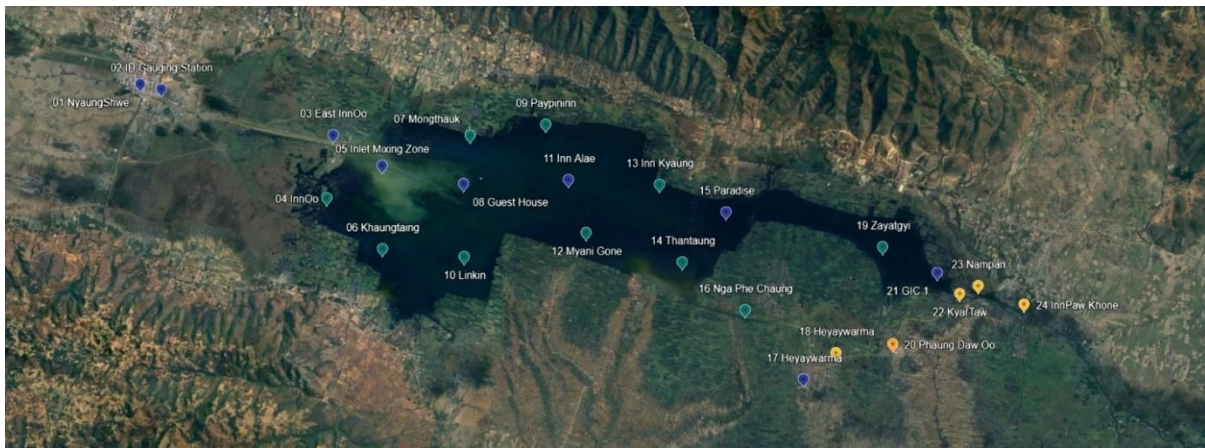 02 ID Gauging Station
01 NyaungShwe
03 East InnOo
07 Mongthauk
09 Paypininn
05 Inlet Mixing Zone
11 Inn Alae
13 Inn Kyaung
04 InnOo
08 Guest House
15 Paradise
06 Khaungtaing
12 Myani Gone
14 Thantaung
19 Zayatgyi
10 Linkin
23 Nampan
16 Nga Phe Chaung
21 GIC 1
22 KyarTaw
24 InnPaw Khone
18 Heyaywarma
20 Phaung Daw Oo
17 Heyaywarma